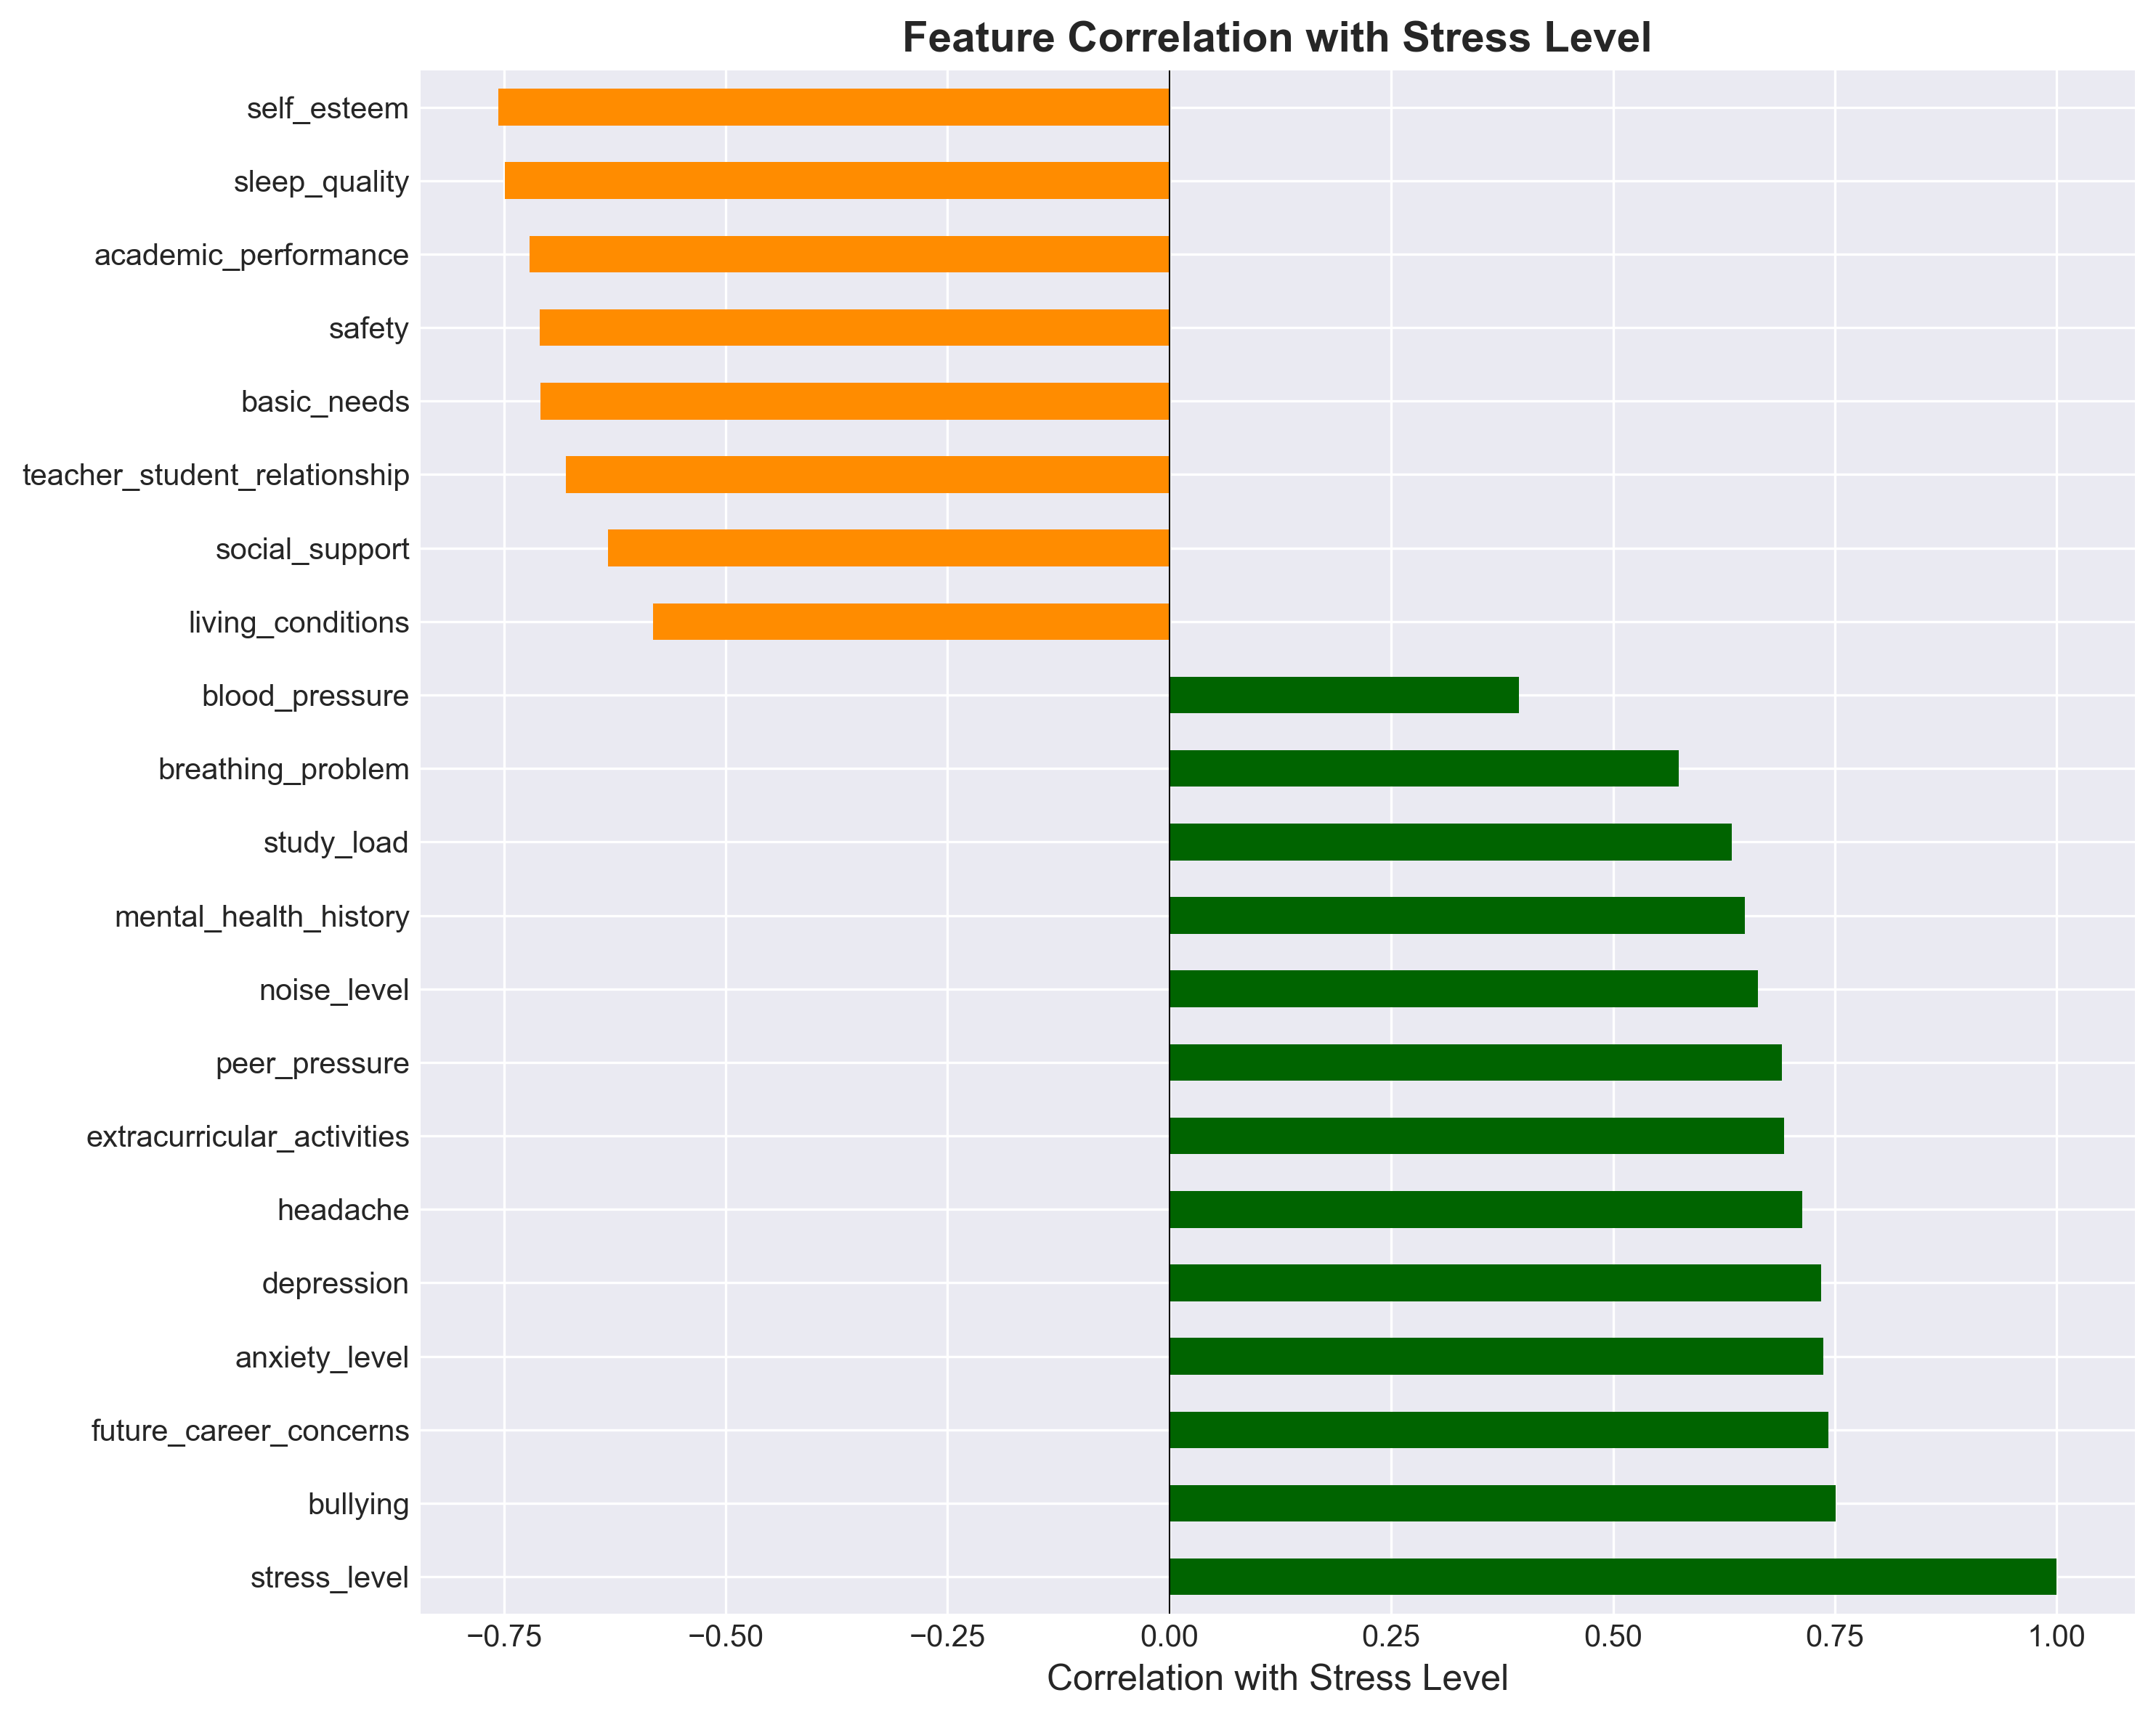 Feature Correlation with Stress Level
self_esteem
sleep_quality
academic_performance
safety
basic_needs
teacher_student_relationship
social_support
living_conditions
blood_pressure
breathing_problem
study_load
mental_health_history
noise_level
peer_pressure
extracurricular_activities
headache
depression
anxiety_level
future_career_concerns
bullying
stress_level
−0.75 −0.50 −0.25 0.00 0.25 0.50 0.75 1.00
Correlation with Stress Level